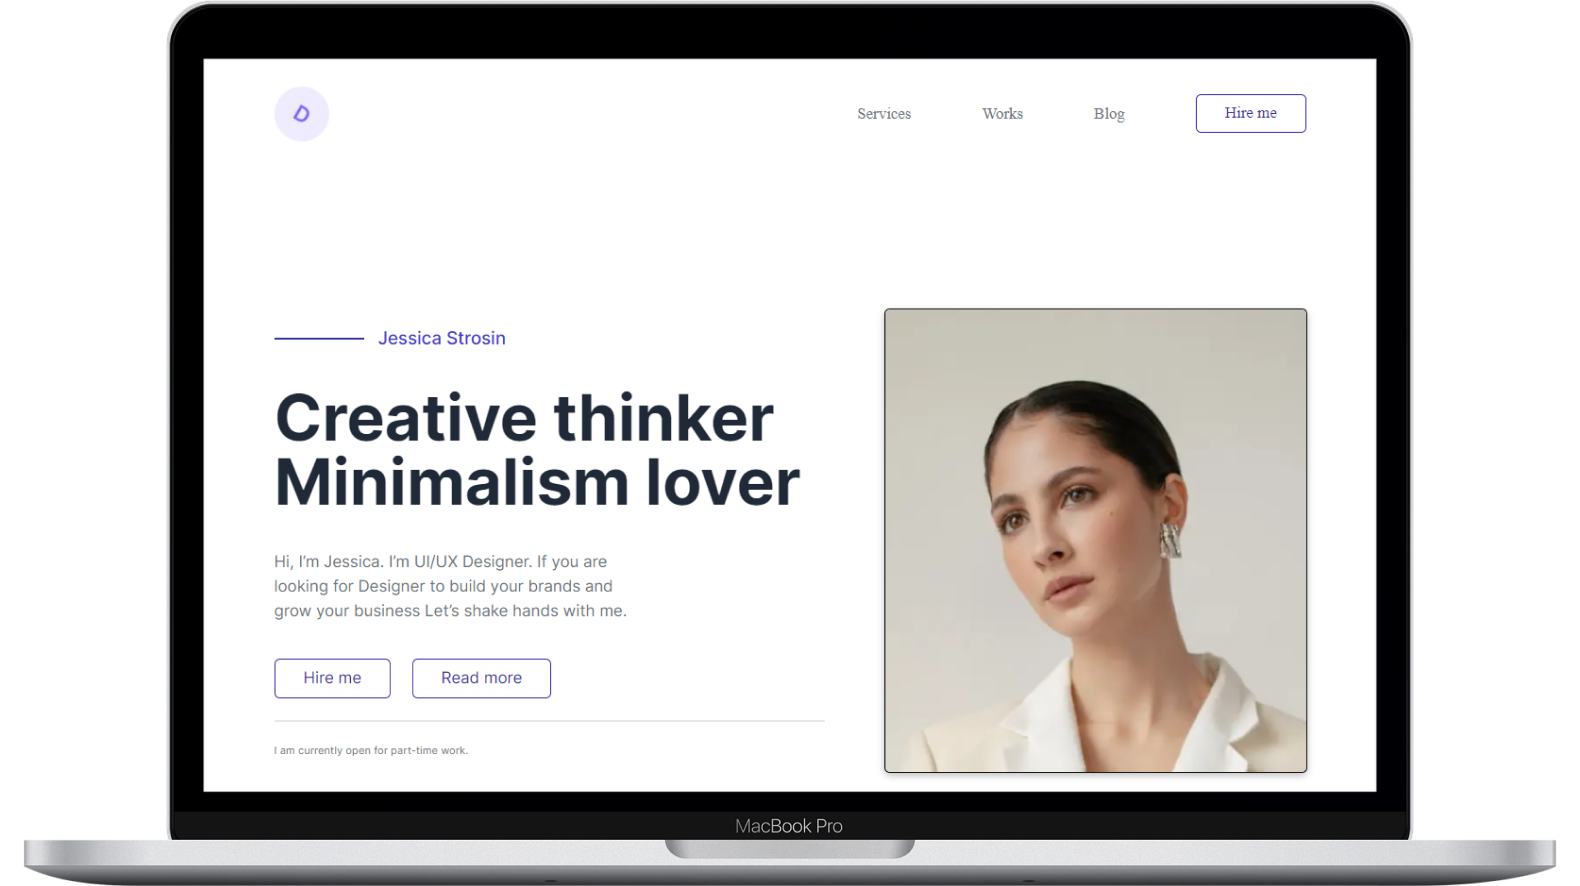 D
Services
Works
Blog
Hire me
Jessica Strosin
Creative thinker
Minimalism lover
Hi, I’m Jessica. I’m UI/UX Designer. If you are
looking for Designer to build your brands and
grow your business Let’s shake hands with me.
Hire me
Read more
I am currently open for part-time work.
MacBook Pro